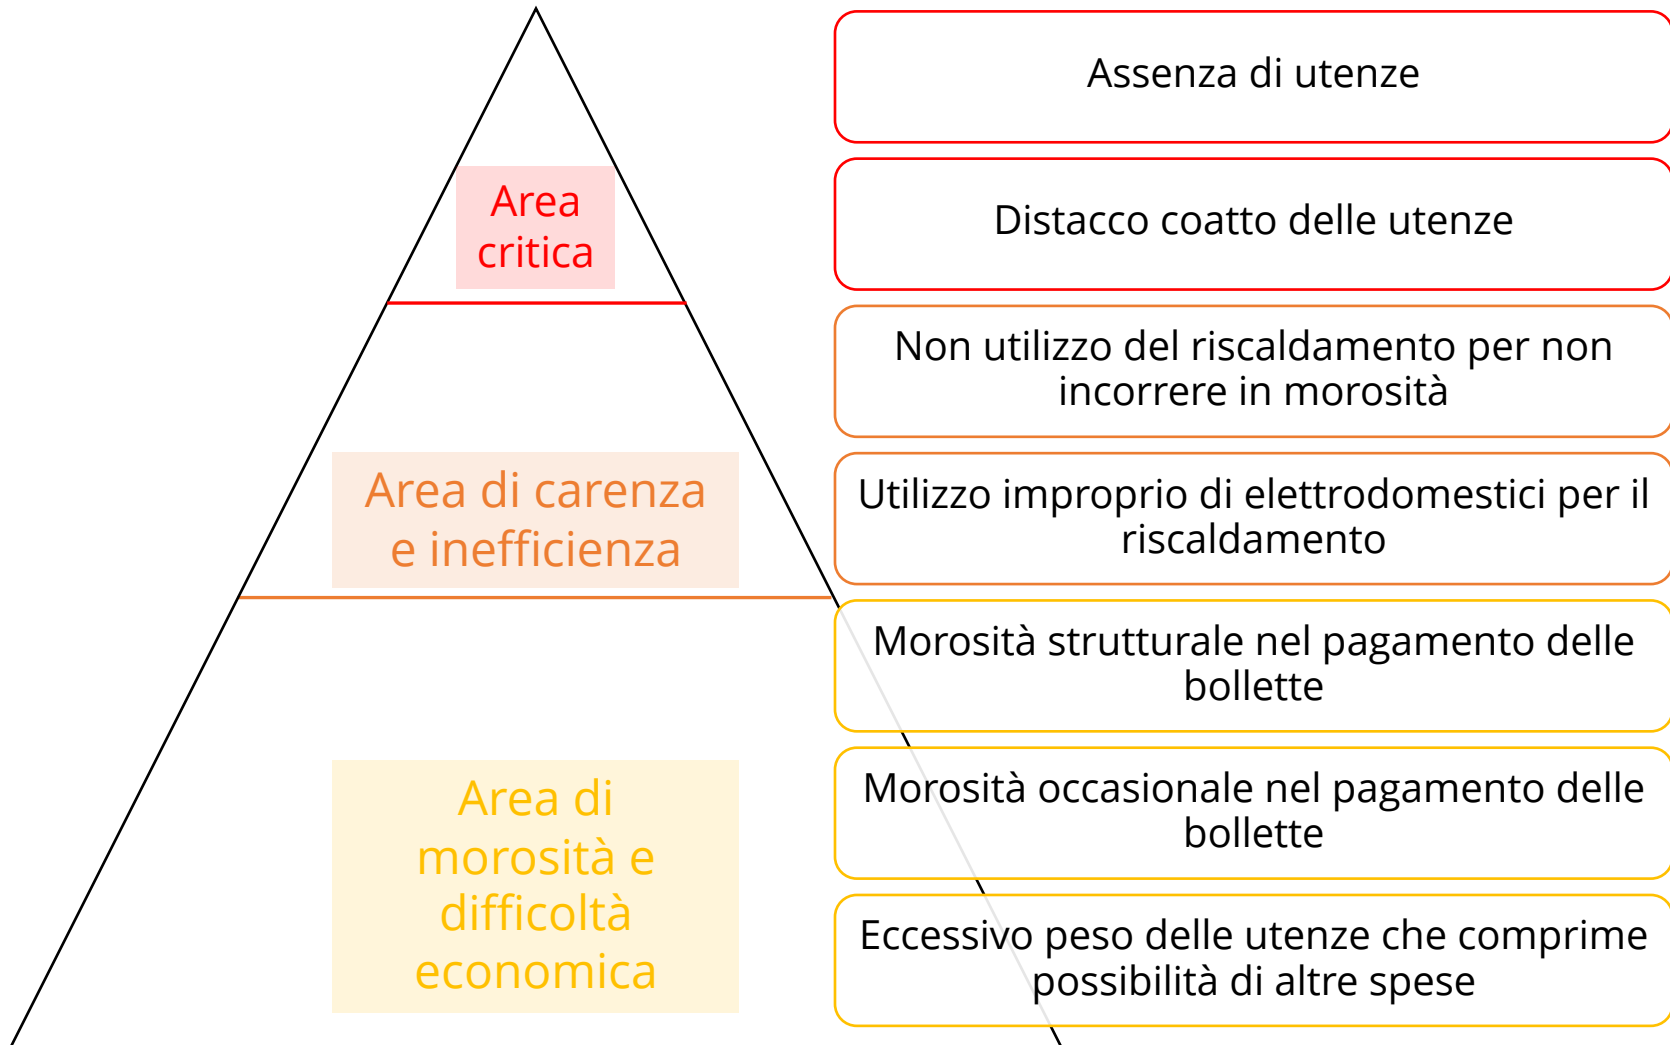 Assenza di utenze
Area
critica
Distacco coatto delle utenze
Non utilizzo del riscaldamento per non
incorrere in morosità
Area di carenza
e inefficienza
Utilizzo improprio di elettrodomestici per il
riscaldamento
Morosità strutturale nel pagamento delle
bollette
Area di
morosità e
difficoltà
economica
Morosità occasionale nel pagamento delle
bollette
Eccessivo peso delle utenze che comprime
possibilità di altre spese